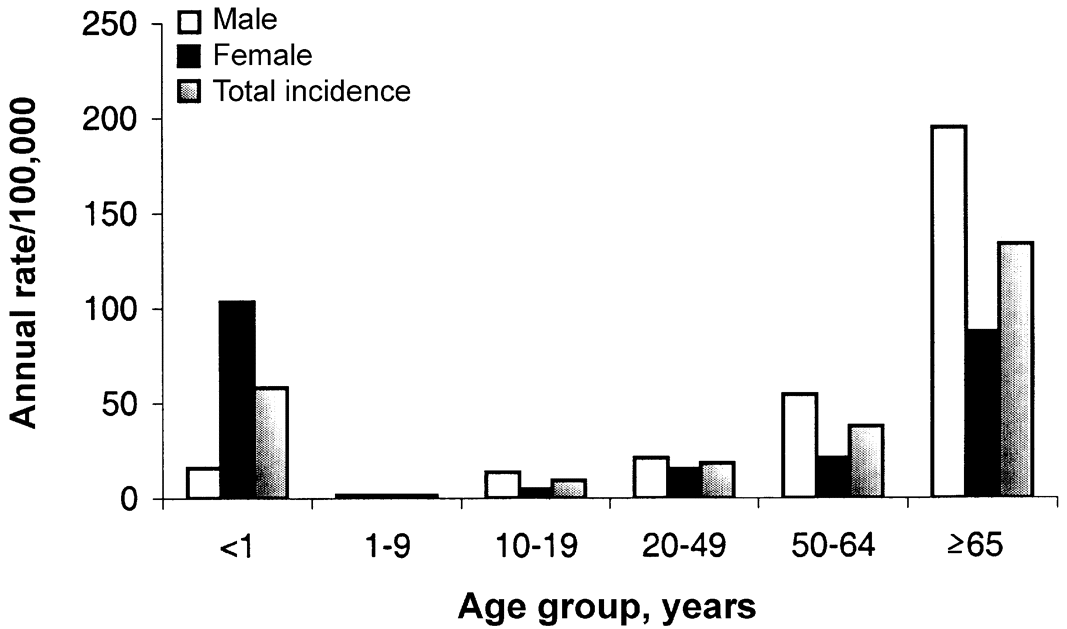 250
200
150
100
50
0
Annual rate/100,000
Male
Female
Total incidence
<1
1-9
10-19
20-49
50-64
≥65
Age group, years